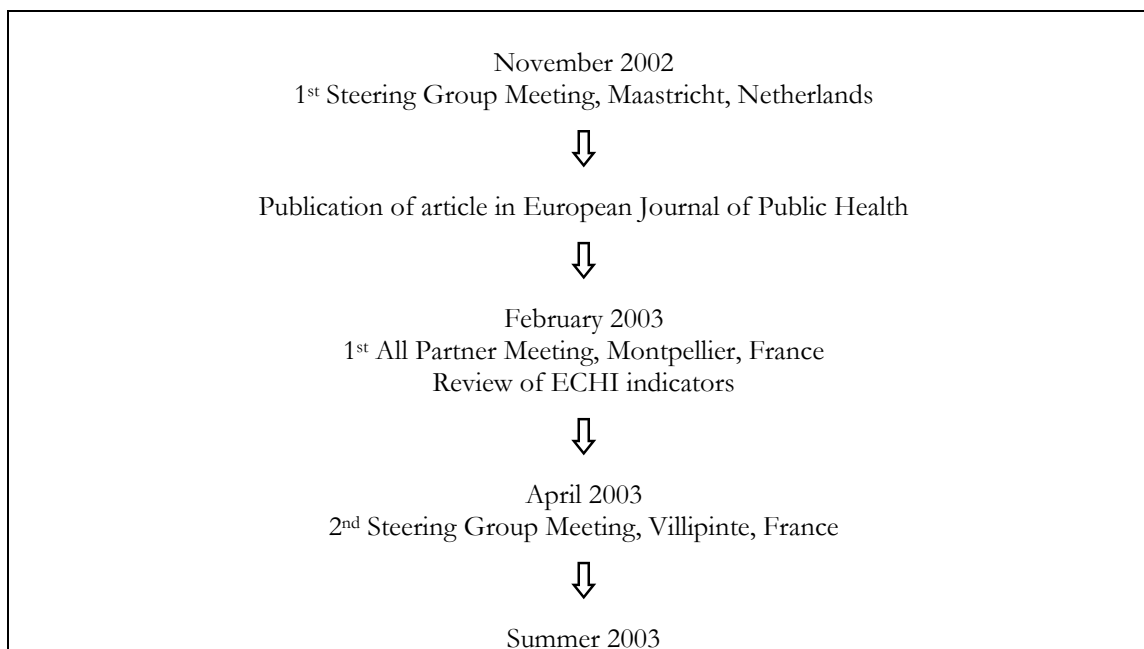 November 2002
1st Steering Group Meeting, Maastricht, Netherlands
Publication of article in European Journal of Public Health
February 2003
1st All Partner Meeting, Montpellier, France
Review of ECHI indicators
April 2003
2nd Steering Group Meeting, Villipinte, France
Summer 2003